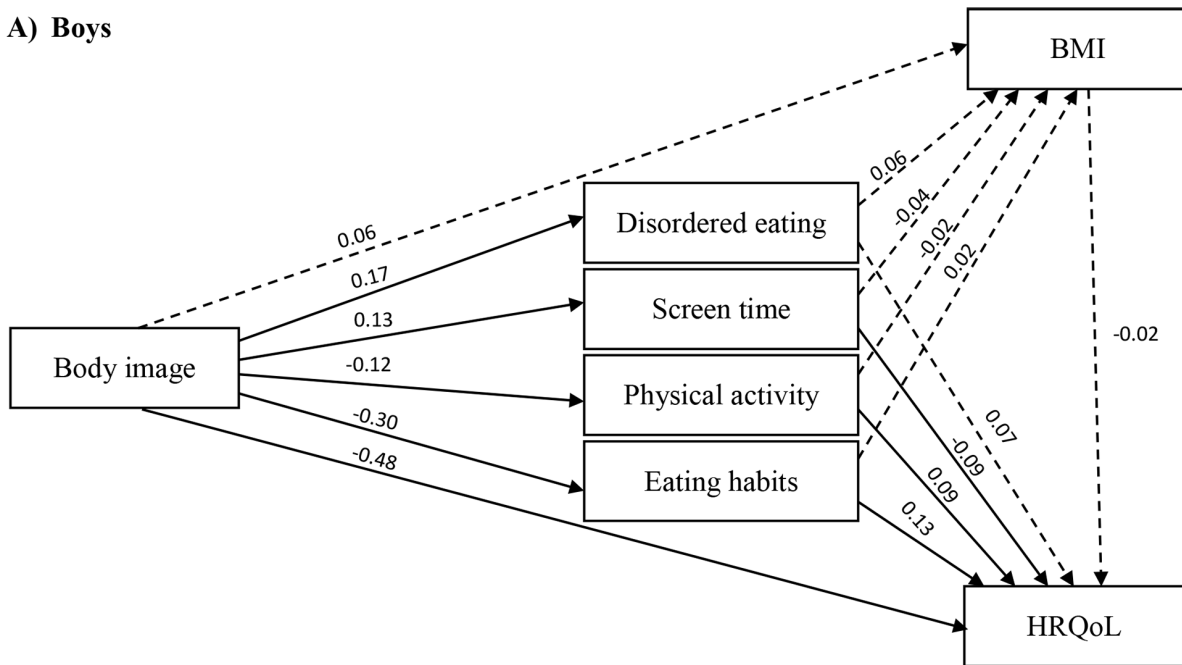 A) Boys
BMI
0.06
-0.04
-0.02
0.02
Disordered eating
0.06
0.17
Screen time
0.13
-0.02
Body image
-0.12
Physical activity
-0.30
0.07
-0.48
Eating habits
-0.09
0.09
0.13
HRQoL